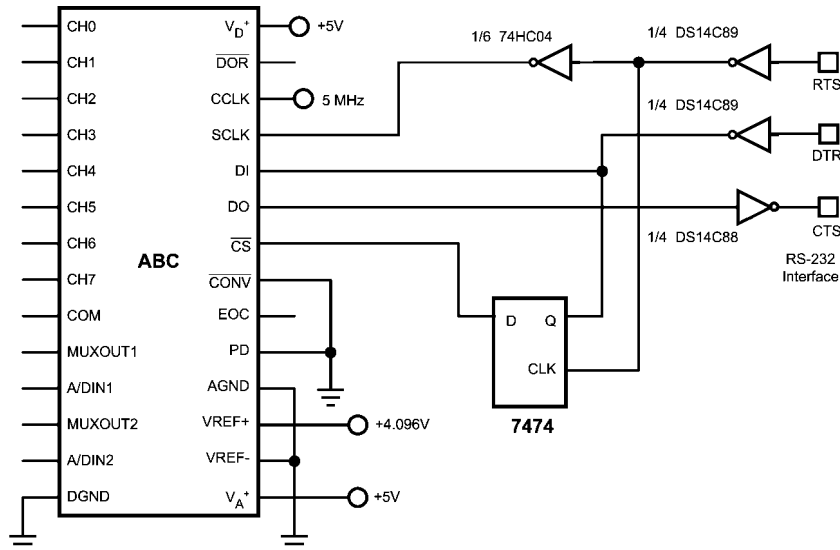 CH0
CH1
CH2
CH3
CH4
CH5
CH6
CH7
COM
MUXOUT1
A/DIN1
MUXOUT2
A/DIN2
DGND
ABC
VD+
DOR
CCLK
SCLK
DI
DO
CS
CONV
EOC
PD
AGND
VREF+
VREF-
VA+
+5V
5 MHz
+4.096V
+5V
1/6 74HC04
1/4 DS14C89
RTS
1/4 DS14C89
DTR
1/4 DS14C88
CTS
RS-232
Interface
D
Q
CLK
7474